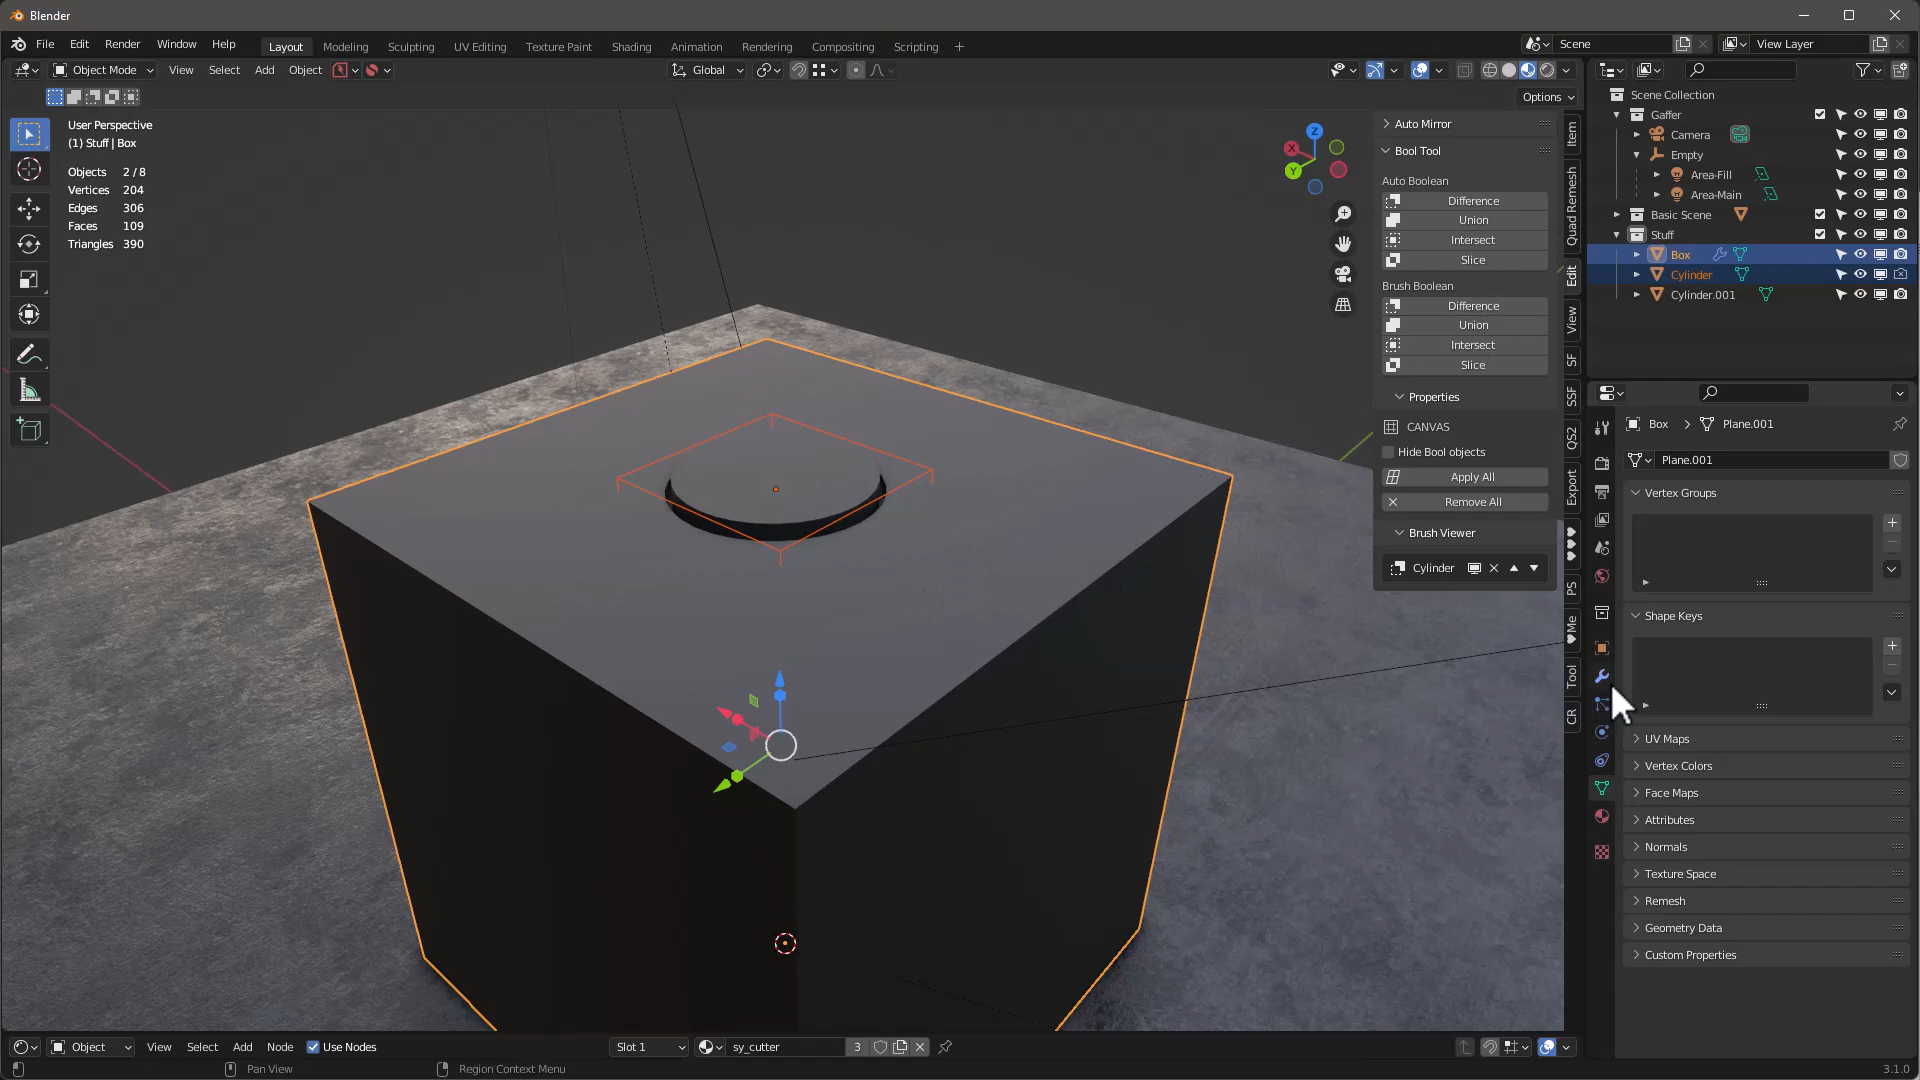 Blender
File Edit Render Window Help Layout Modeling Sculpting UV Editing Texture Paint Shading Animation Rendering Compositing Scripting + Scene View Layer
Object Mode View Select Add Object Global
Options
User Perspective
(1) Stuff | Box
Objects 2 / 8
Vertices 204
Edges 306
Faces 109
Triangles 390
X
Y
Z
Auto Mirror
Bool Tool
Auto Boolean
Difference
Union
Intersect
Slice
Brush Boolean
Difference
Union
Intersect
Slice
Properties
CANVAS
Hide Bool objects
Apply All
Remove All
Brush Viewer
Cylinder
Item
Quad Remesh
Edit
View
SF
SSF
QS2
Export
♥♥♥
PS
♥Me
Tool
CR
Scene Collection
Gaffer
Camera
Empty
Area-Fill
Area-Main
Basic Scene
Stuff
Box
Cylinder
Cylinder.001
Box > Plane.001
Plane.001
Vertex Groups
Shape Keys
UV Maps
Vertex Colors
Face Maps
Attributes
Normals
Texture Space
Remesh
Geometry Data
Custom Properties
Object View Select Add Node Use Nodes Slot 1 sy_cutter 3
Pan View Region Context Menu 3.1.0